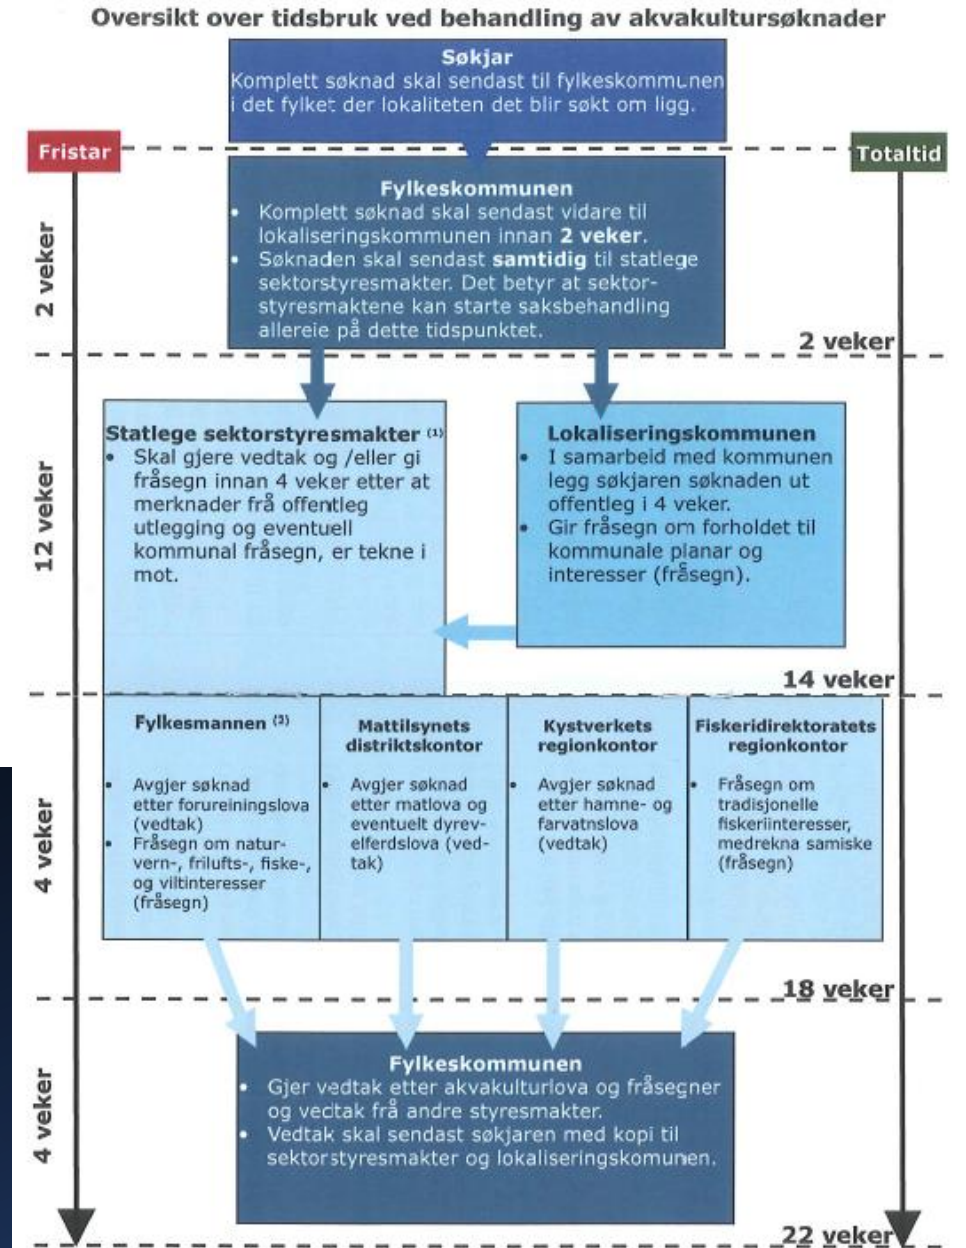 Oversikt over tidsbruk ved behandling av akvakultursøknader
Søkjar
Komplett søknad skal sendast til fylkeskommunen
i det fylket der lokaliteten det blir søkt om ligg.
Fristar
Totaltid
Fylkeskommunen
• Komplett søknad skal sendast vidare til
lokaliseringskommunen innan 2 veker.
• Søknaden skal sendast samtidig til statlege
sektorstyresmakter. Det betyr at sektor-
styresmaktene kan starte saksbehandling
allereie på dette tidspunktet.
2 veker
2 veker
Statlege sektorstyresmakter (1)
• Skal gjere vedtak og /eller gi
fråsegn innan 4 veker etter at
merknader frå offentleg
utlegging og eventuell
kommunal fråsegn, er tekne i
mot.
Lokaliseringskommunen
• I samarbeid med kommunen
legg søkjaren søknaden ut
offentleg i 4 veker.
• Gir fråsegn om forholdet til
kommunale planar og
interesser (fråsegn).
12 veker
14 veker
Fylkesmannen (2)
• Avgjer søknad
etter forureiningslova
(vedtak)
• Fråsegn om natur-
vern-, frilufts-, fiske-,
og viltinteresser
(fråsegn)
Mattilsynets
distriktskontor
• Avgjer søknad
etter matlova og
eventuelt dyrev-
elferdslova (ved-
tak)
Kystverkets
regionkontor
• Avgjer søknad
etter hamne- og
farvatnslova
(vedtak)
Fiskeridirektoratets
regionkontor
• Fråsegn om
tradisjonelle
fiskeriinteresser,
medrekna samiske
(fråsegn)
4 veker
18 veker
Fylkeskommunen
• Gjer vedtak etter akvakulturlova og fråsegner
og vedtak frå andre styresmakter.
• Vedtak skal sendast søkjaren med kopi til
sektorstyresmakter og lokaliseringskomunen.
4 veker
22 veker